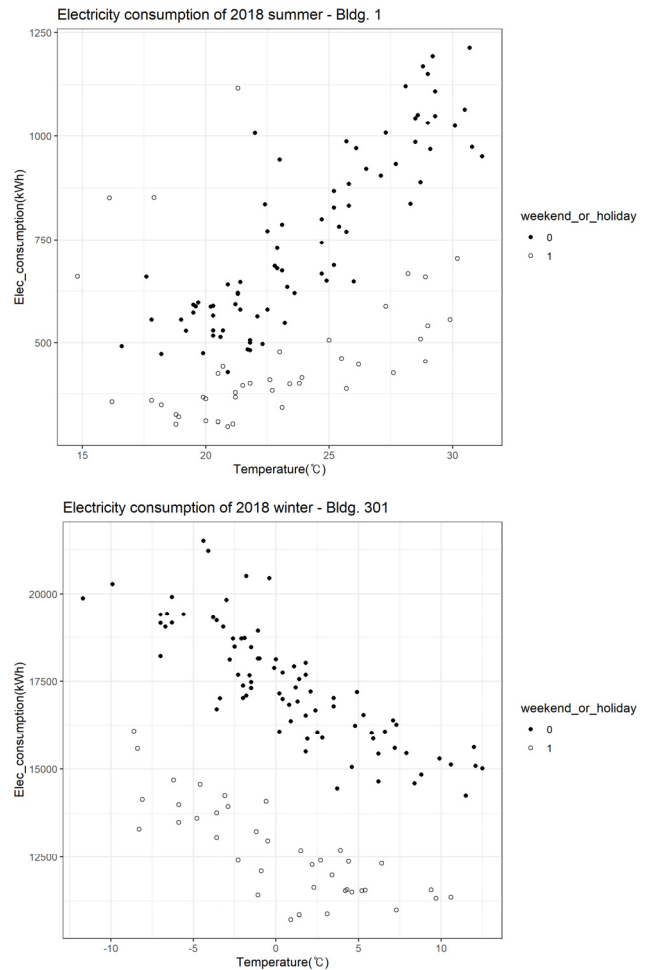 Electricity consumption of 2018 summer - Bldg. 1
1250
1000
750
500
Elec_consumption(kWh)
15 20 25 30
Temperature(℃)
weekend_or_holiday
0
1
Electricity consumption of 2018 winter - Bldg. 301
20000
17500
15000
12500
Elec_consumption(kWh)
-10 -5 0 5 10
Temperature(℃)
weekend_or_holiday
0
1